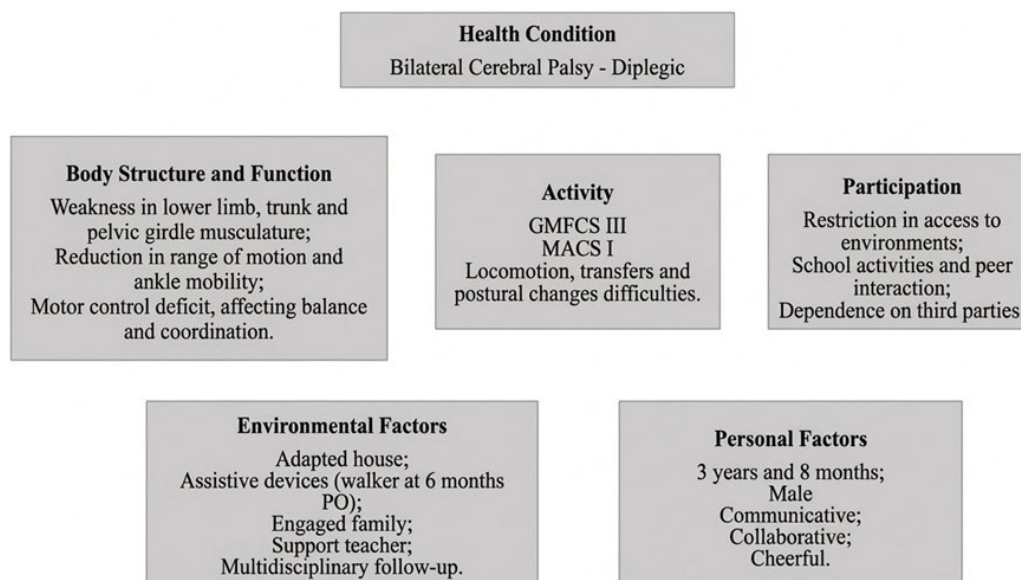 Health Condition
Bilateral Cerebral Palsy - Diplegic
Body Structure and Function
Weakness in lower limb, trunk and
pelvic girdle musculature;
Reduction in range of motion and
ankle mobility;
Motor control deficit, affecting balance
and coordination.
Activity
GMFCS III
MACS I
Locomotion, transfers and
postural changes difficulties.
Participation
Restriction in access to
environments;
School activities and peer
interaction;
Dependence on third parties
Environmental Factors
Adapted house;
Assistive devices (walker at 6 months
PO);
Engaged family;
Support teacher;
Multidisciplinary follow-up.
Personal Factors
3 years and 8 months;
Male
Communicative;
Collaborative;
Cheerful.